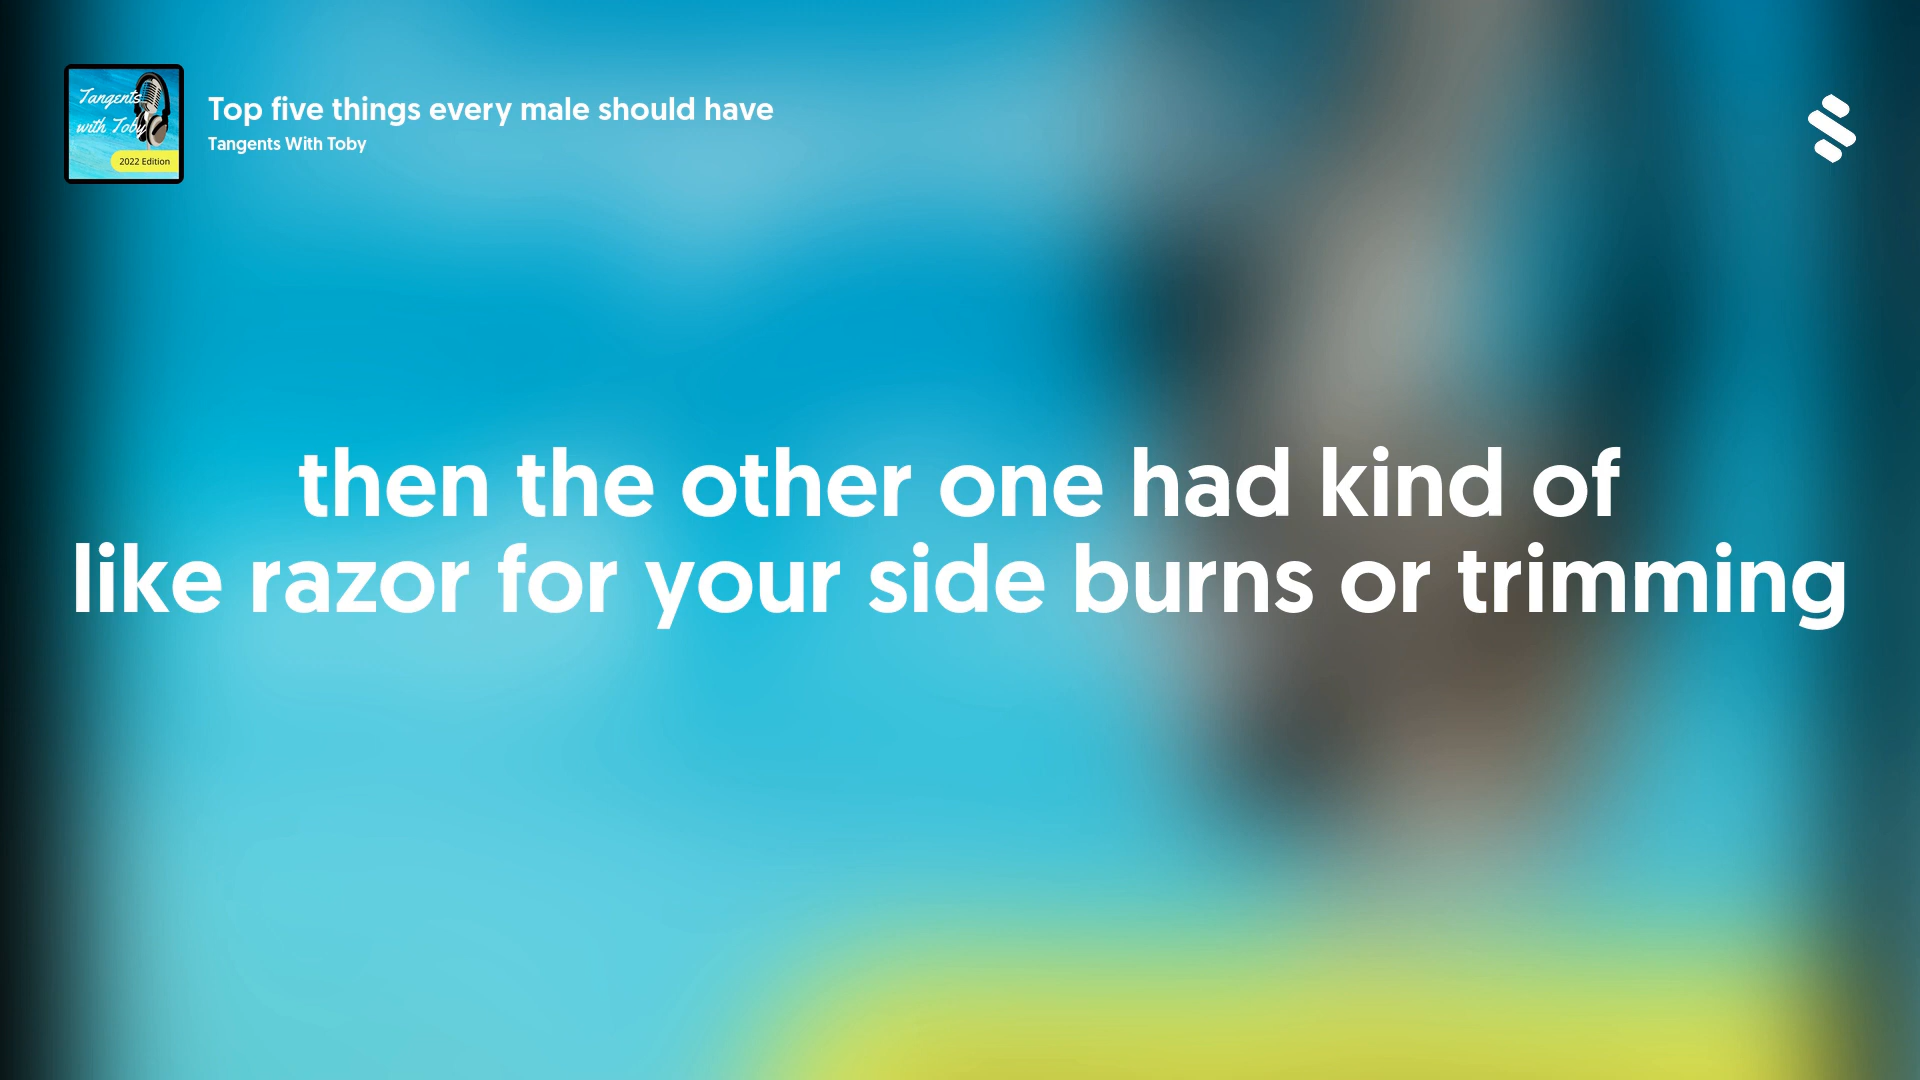 Tangents
with Toby
2022 Edition
Top five things every male should have
Tangents With Toby
then the other one had kind of
like razor for your side burns or trimming